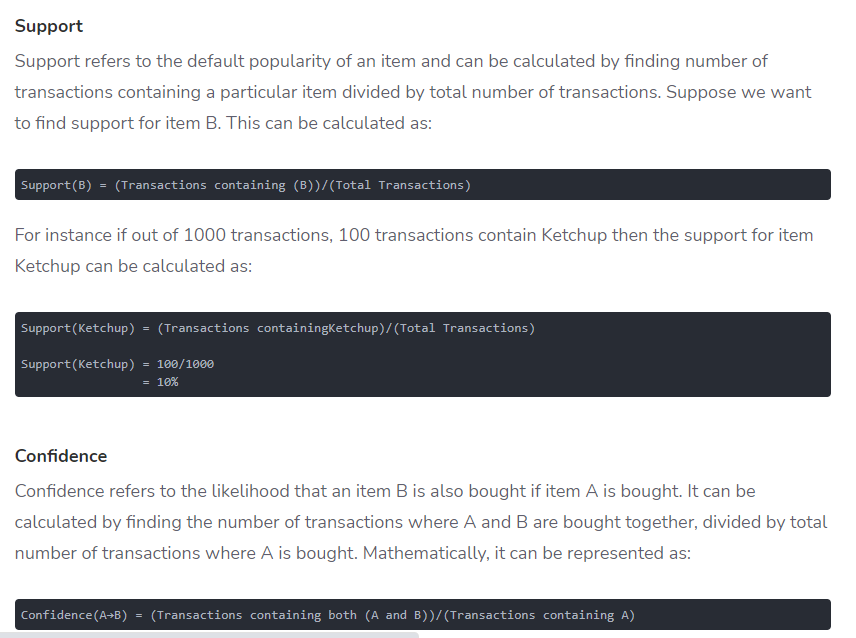 Support
Support refers to the default popularity of an item and can be calculated by finding number of
transactions containing a particular item divided by total number of transactions. Suppose we want
to find support for item B. This can be calculated as:
Support(B) = (Transactions containing (B))/(Total Transactions)
For instance if out of 1000 transactions, 100 transactions contain Ketchup then the support for item
Ketchup can be calculated as:
Support(Ketchup) = (Transactions containingKetchup)/(Total Transactions)
Support(Ketchup) = 100/1000
= 10%
Confidence
Confidence refers to the likelihood that an item B is also bought if item A is bought. It can be
calculated by finding the number of transactions where A and B are bought together, divided by total
number of transactions where A is bought. Mathematically, it can be represented as:
Confidence(A→B) = (Transactions containing both (A and B))/(Transactions containing A)